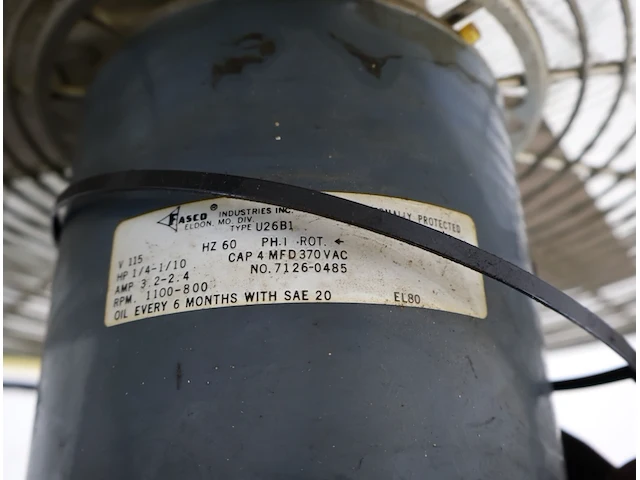 FASCO ® INDUSTRIES INC.
ELDON, MO. DIV. PROTECTED
TYPE U26B1
V 115 HZ 60 PH.1 ROT. ←
HP 1/4-1/10 CAP 4 MFD 370 VAC
AMP 3.2-2.4 NO. 7126-0485
RPM. 1100-800
OIL EVERY 6 MONTHS WITH SAE 20 EL80